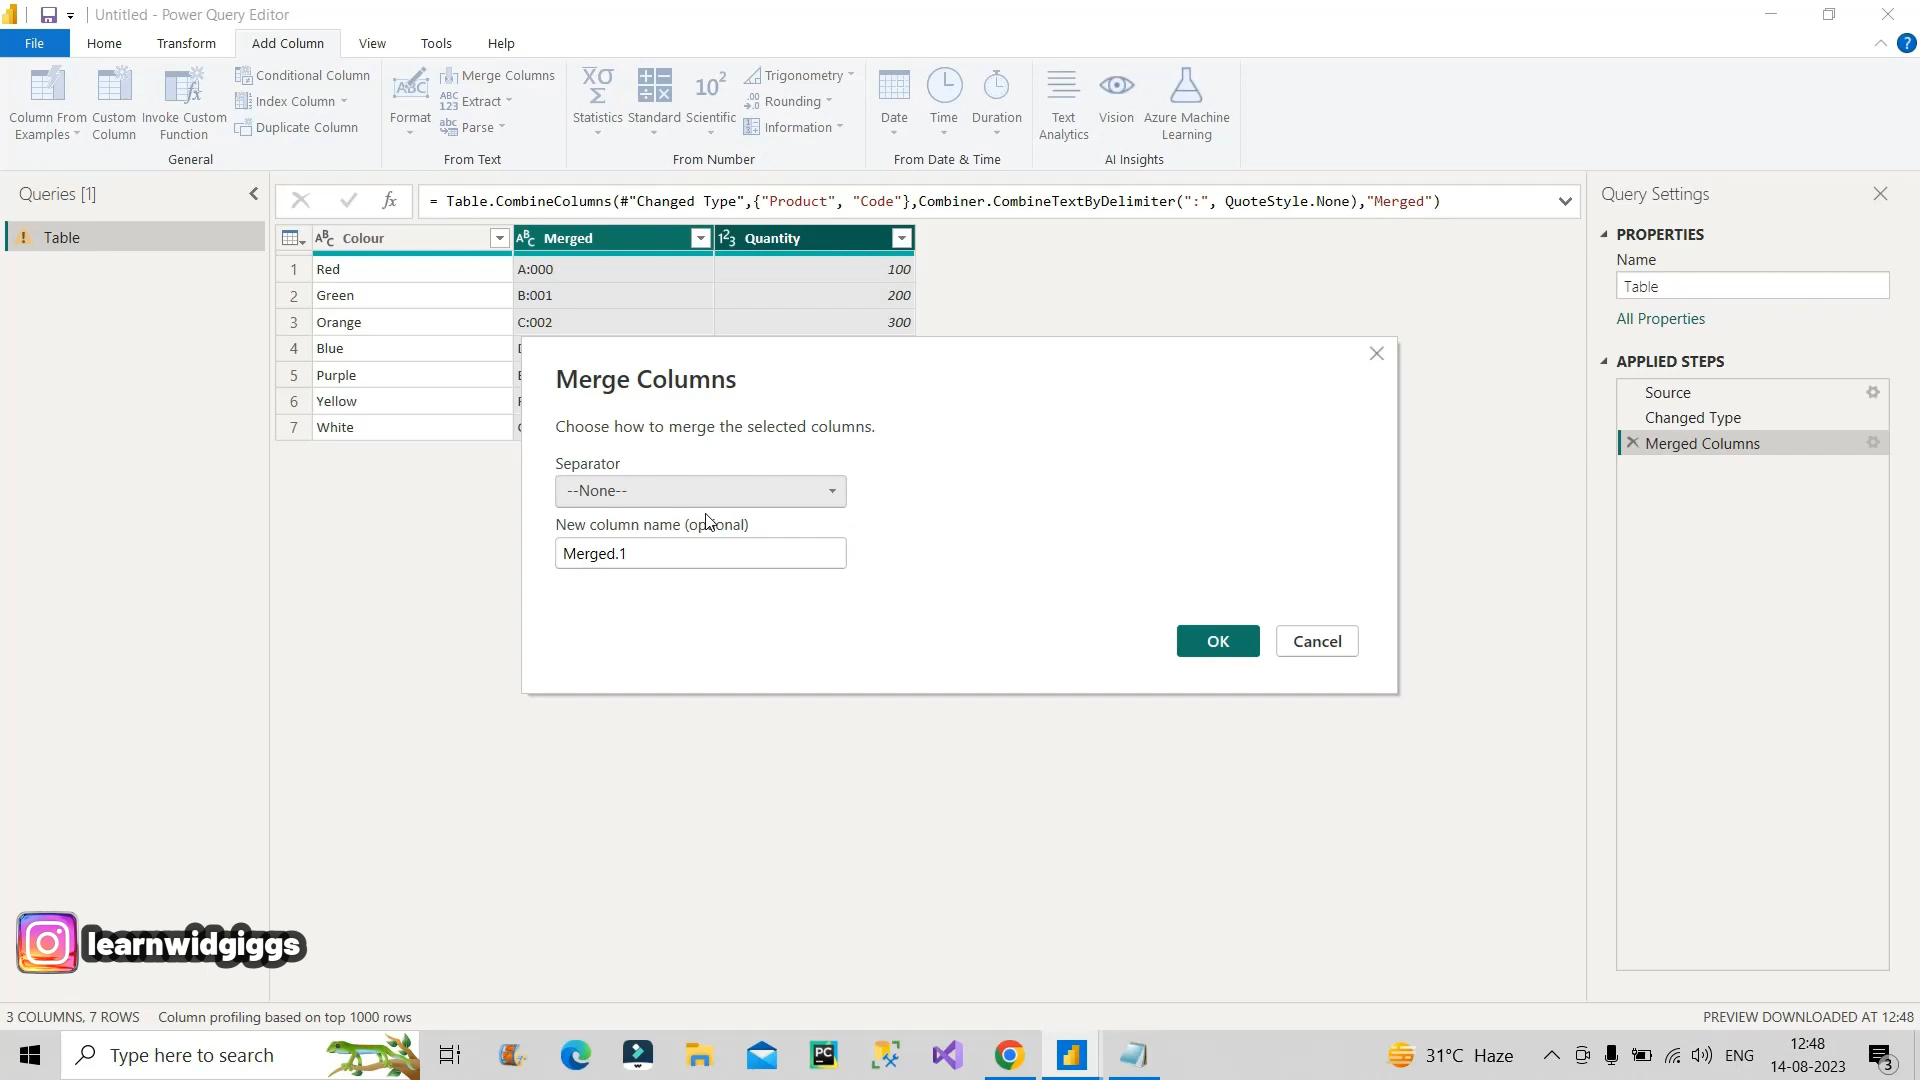 Untitled - Power Query Editor
File Home Transform Add Column View Tools Help
Column From Examples
Custom Column
Invoke Custom Function
Conditional Column
Index Column
Duplicate Column
General
Format
Merge Columns
Extract
Parse
From Text
Statistics
Standard
Scientific
Trigonometry
Rounding
Information
From Number
Date
Time
Duration
From Date & Time
Text Analytics
Vision
Azure Machine Learning
AI Insights
Queries [1]
Table
= Table.CombineColumns(#"Changed Type",{"Product", "Code"},Combiner.CombineTextByDelimiter(":", QuoteStyle.None),"Merged")
Colour Merged Quantity
1 Red A:000 100
2 Green B:001 200
3 Orange C:002 300
4 Blue
5 Purple
6 Yellow
7 White
Merge Columns
Choose how to merge the selected columns.
Separator
--None--
New column name (optional)
Merged.1
OK Cancel
Query Settings
PROPERTIES
Name
Table
All Properties
APPLIED STEPS
Source
Changed Type
Merged Columns
learnwidgiggs
3 COLUMNS, 7 ROWS Column profiling based on top 1000 rows
PREVIEW DOWNLOADED AT 12:48
Type here to search
31°C Haze
ENG
12:48
14-08-2023
3